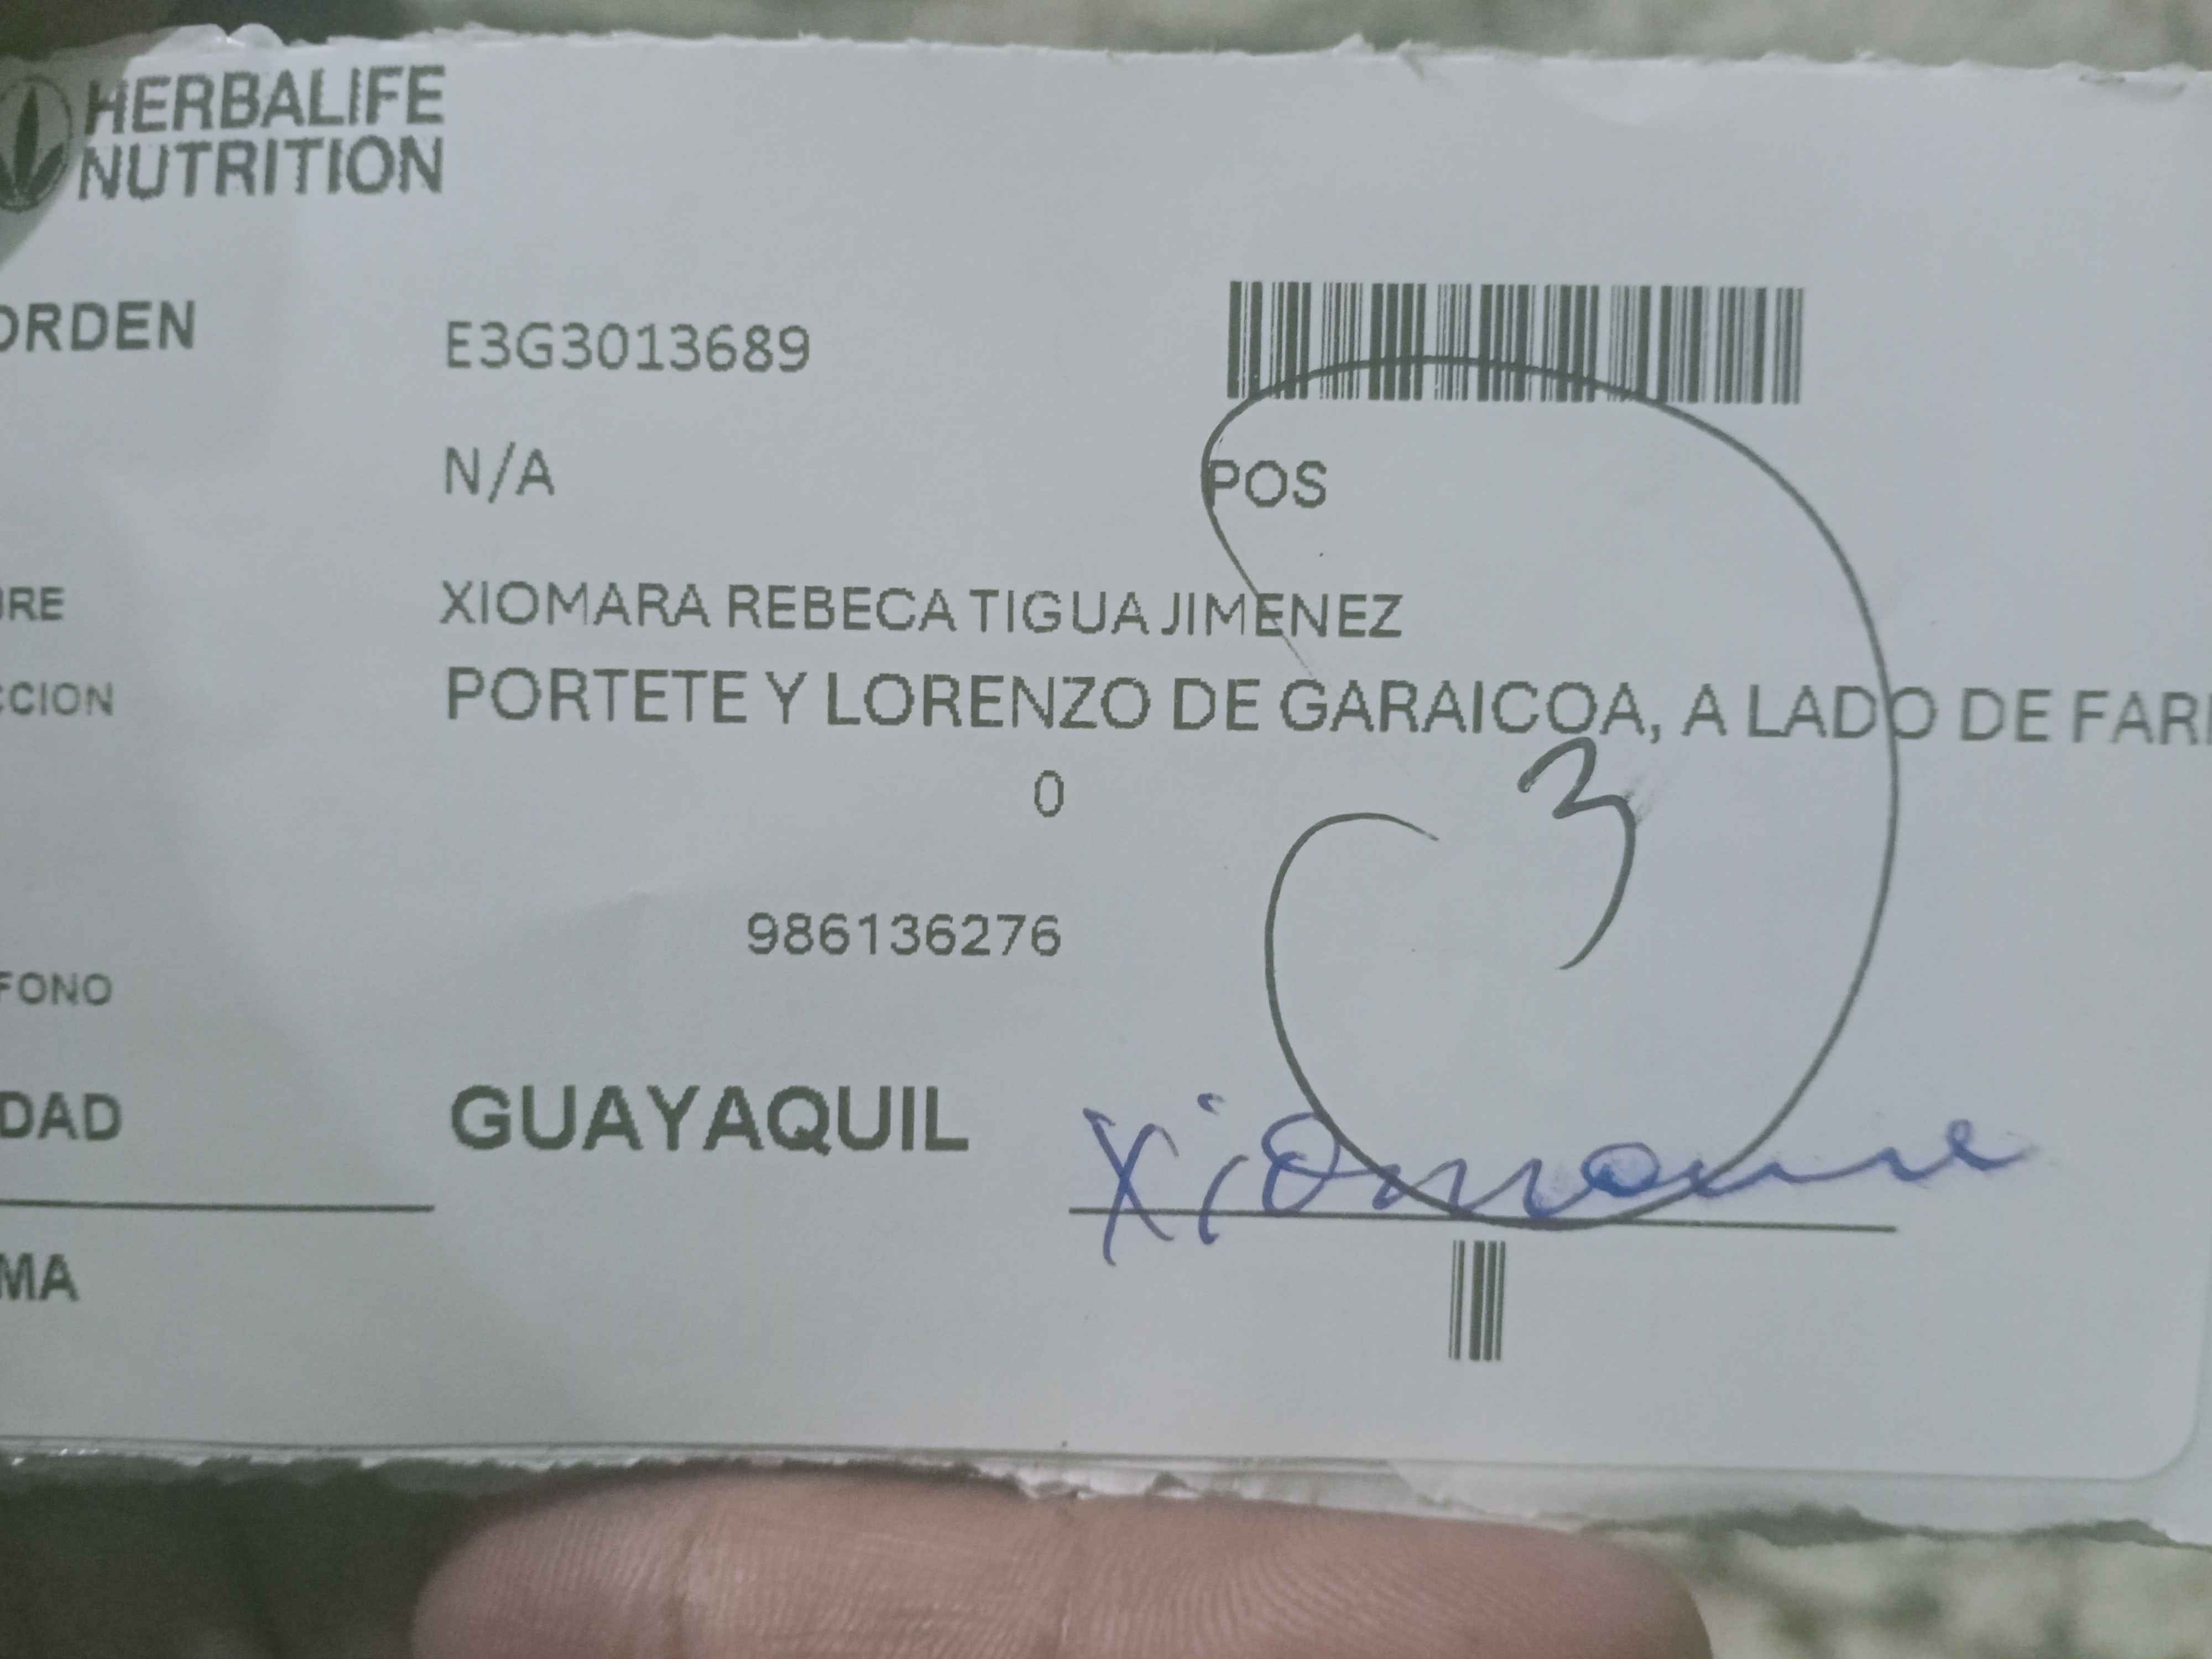 HERBALIFE
NUTRITION
ORDEN E3G3013689
N/A POS
BRE XIOMARA REBECA TIGUA JIMENEZ
CCION PORTETE Y LORENZO DE GARAICOA, A LADO DE FAR
0
3
986136276
FONO
DAD GUAYAQUIL
MA